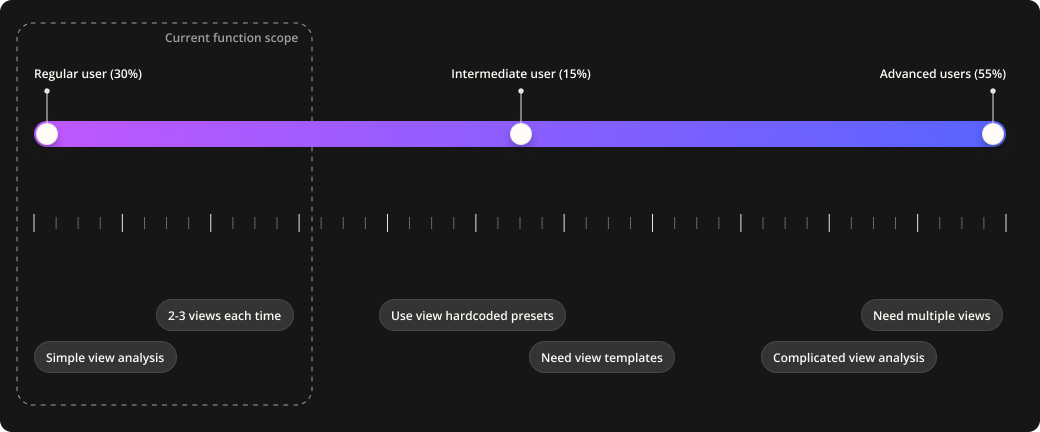 Current function scope
Regular user (30%)
Intermediate user (15%)
Advanced users (55%)
2-3 views each time
Use view hardcoded presets
Need multiple views
Simple view analysis
Need view templates
Complicated view analysis